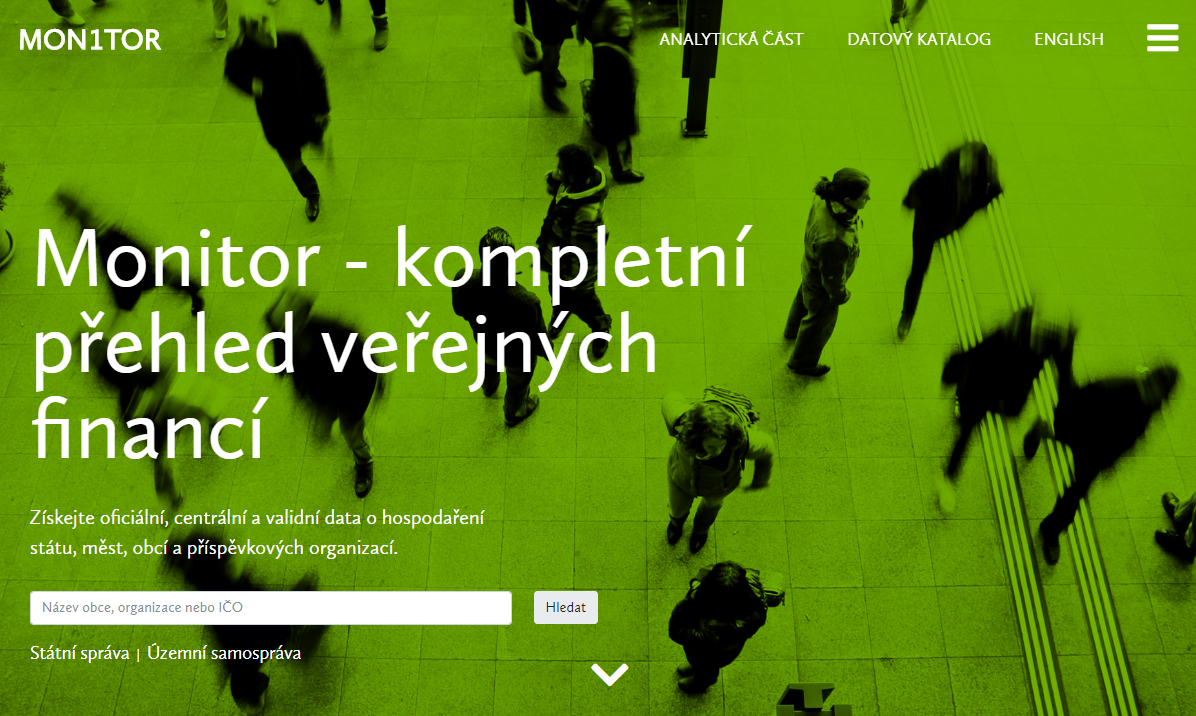 MON1TOR
ANALYTICKÁ ČÁST
DATOVÝ KATALOG
ENGLISH
Monitor - kompletní
přehled veřejných
financí
Získejte oficiální, centrální a validní data o hospodaření
státu, měst, obcí a příspěvkových organizací.
Název obce, organizace nebo IČO
Hledat
Státní správa | Územní samospráva